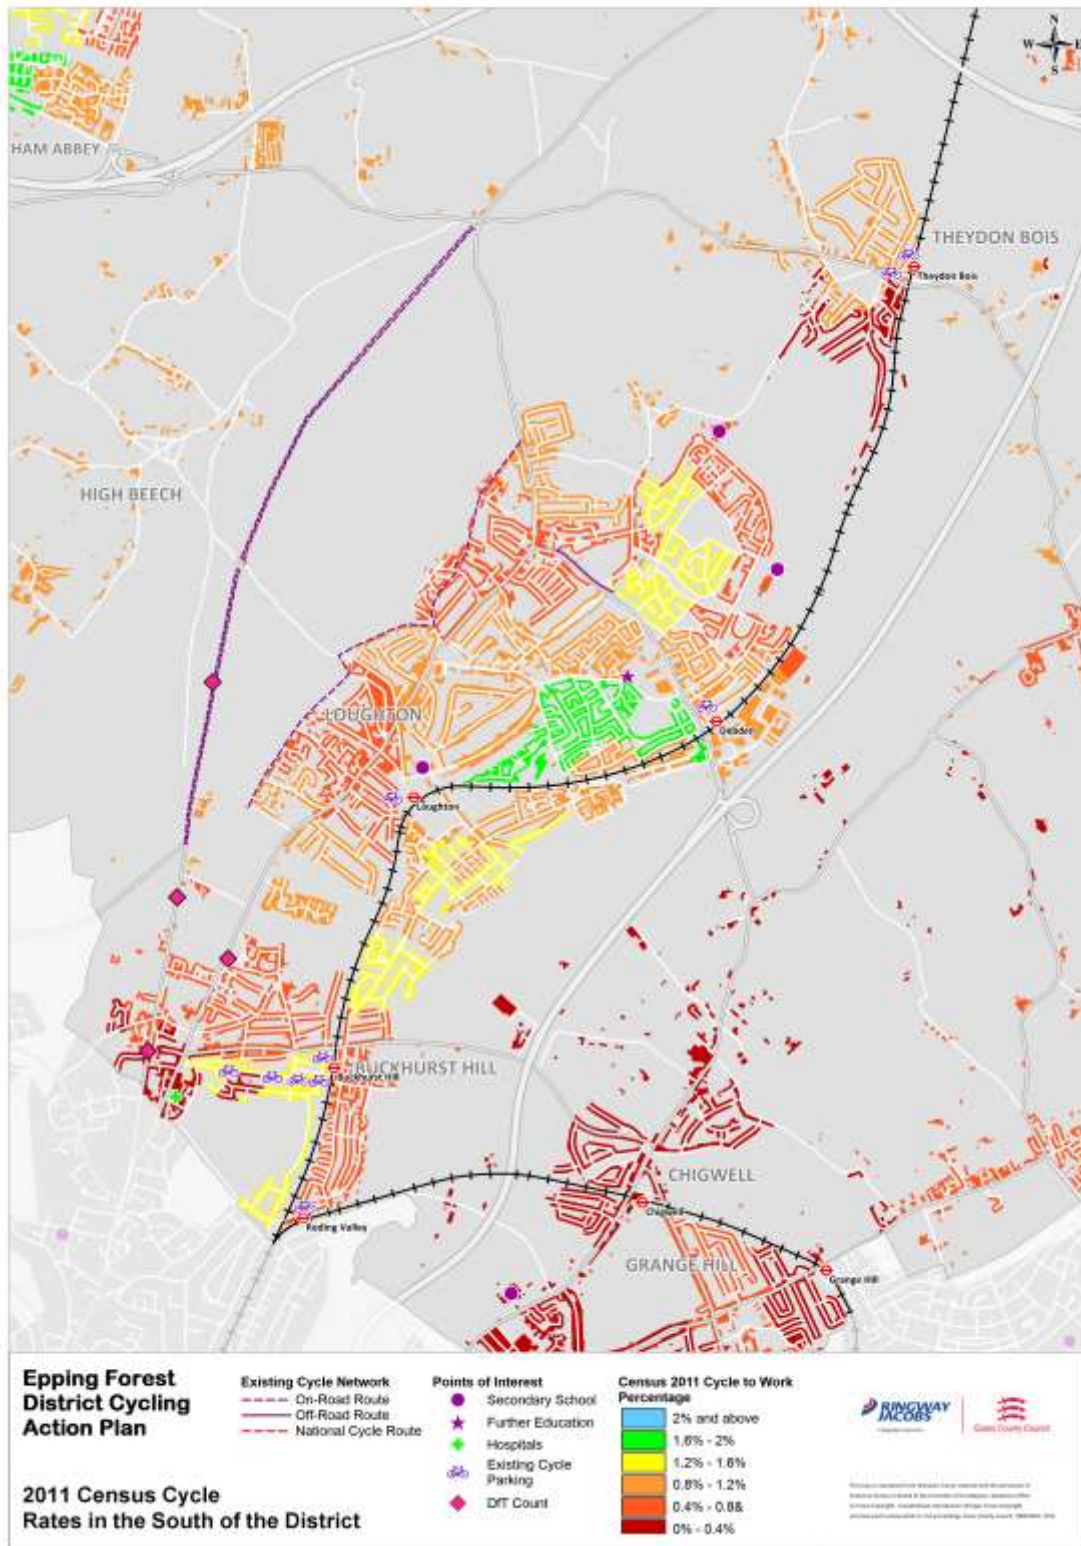 N
W
S
HAM ABBEY
THEYDON BOIS
Theydon Bois
HIGH BEECH
LOUGHTON
Debden
Loughton
BUCKHURST HILL
Buckhurst Hill
CHIGWELL
Chigwell
Roding Valley
GRANGE HILL
Grange Hill
Epping Forest
District Cycling
Action Plan
2011 Census Cycle
Rates in the South of the District
Existing Cycle Network
On-Road Route
Off-Road Route
National Cycle Route
Points of Interest
Secondary School
Further Education
Hospitals
Existing Cycle
Parking
DfT Count
Census 2011 Cycle to Work
Percentage
2% and above
1.6% - 2%
1.2% - 1.6%
0.8% - 1.2%
0.4% - 0.8&
0% - 0.4%
RINGWAY
JACOBS
Essex County Council